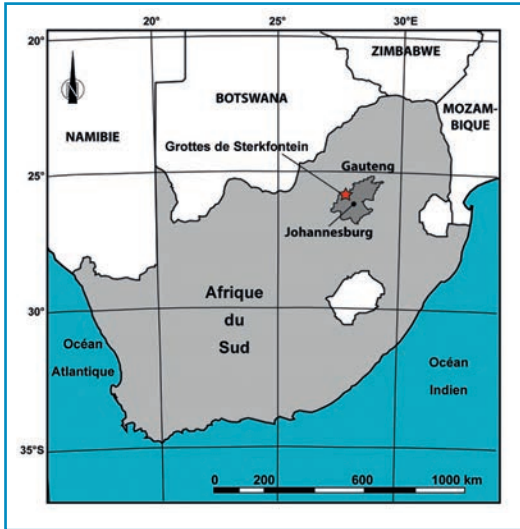 20°
25°
30°E
20°
ZIMBABWE
BOTSWANA
MOZAM-
BIQUE
N
NAMIBIE
Grottes de Sterkfontein
Gauteng
25°
Johannesburg
Afrique
du
Sud
30°
Océan
Atlantique
Océan
Indien
35°S
0 200 600 1000 km